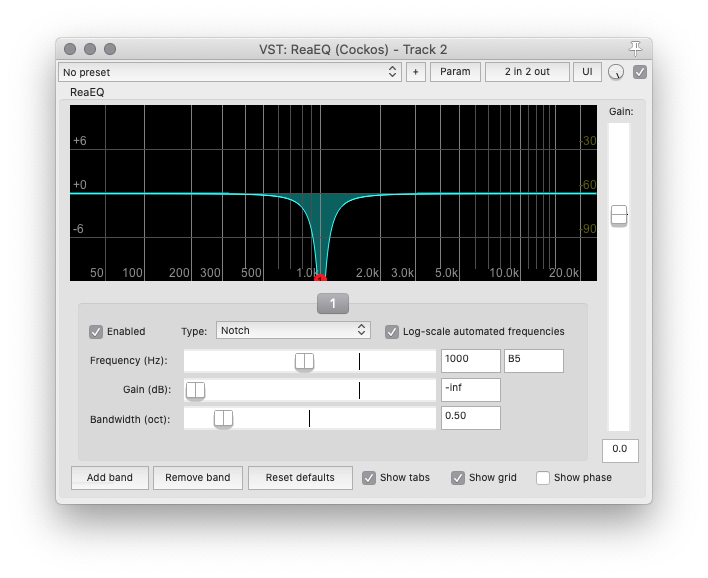 VST: ReaEQ (Cockos) - Track 2
No preset + Param 2 in 2 out UI
ReaEQ
Gain:
+6 -30
+0 -60
-6 -90
50 100 200 300 500 1.0k 2.0k 3.0k 5.0k 10.0k 20.0k
1
Enabled Type: Notch Log-scale automated frequencies
Frequency (Hz): 1000 B5
Gain (dB): -inf
Bandwidth (oct): 0.50
0.0
Add band Remove band Reset defaults Show tabs Show grid Show phase